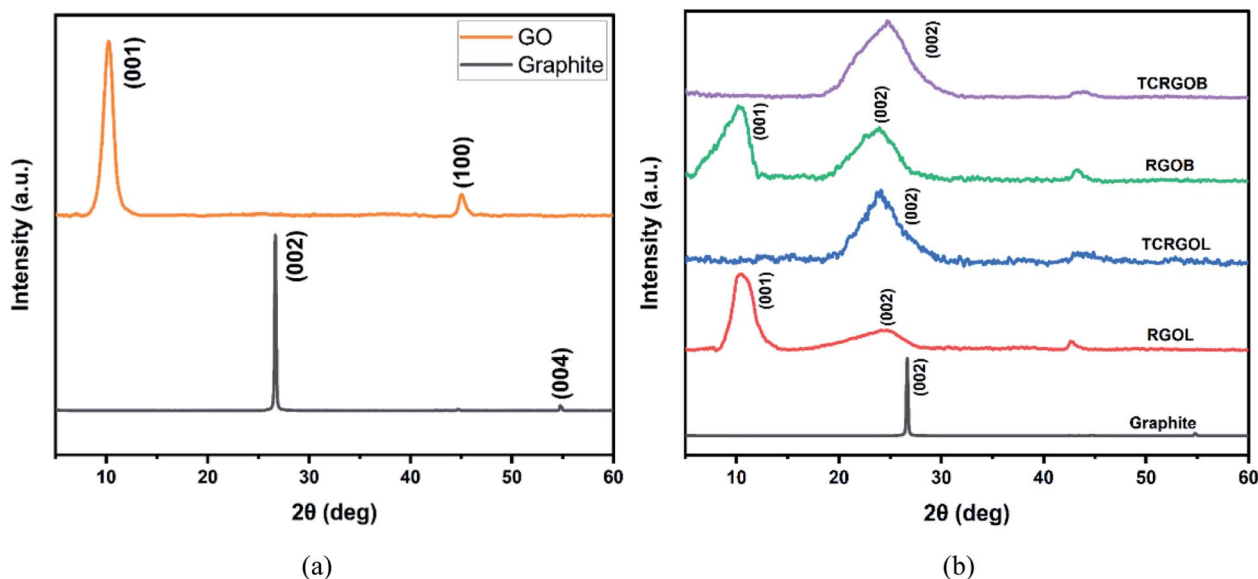 GO
Graphite
(001)
(100)
(002)
(004)
Intensity (a.u.)
10
20
30
40
50
60
2θ (deg)
(a)
(002)
TCRGOB
(001)
(002)
RGOB
(002)
TCRGOL
(001)
(002)
RGOL
(002)
Graphite
Intensity (a.u.)
10
20
30
40
50
60
2θ (deg)
(b)